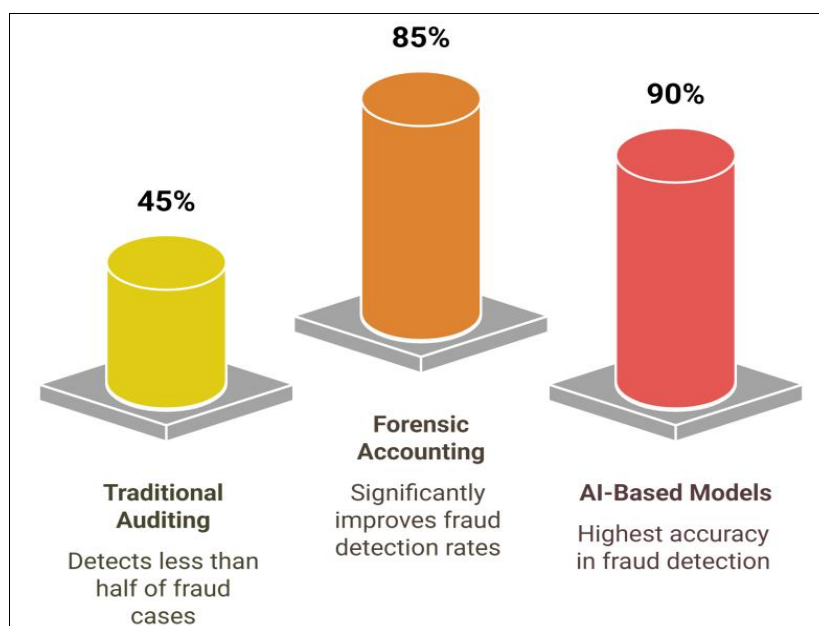 45%
Traditional
Auditing
Detects less than
half of fraud
cases
85%
Forensic
Accounting
Significantly
improves fraud
detection rates
90%
AI-Based Models
Highest accuracy
in fraud detection